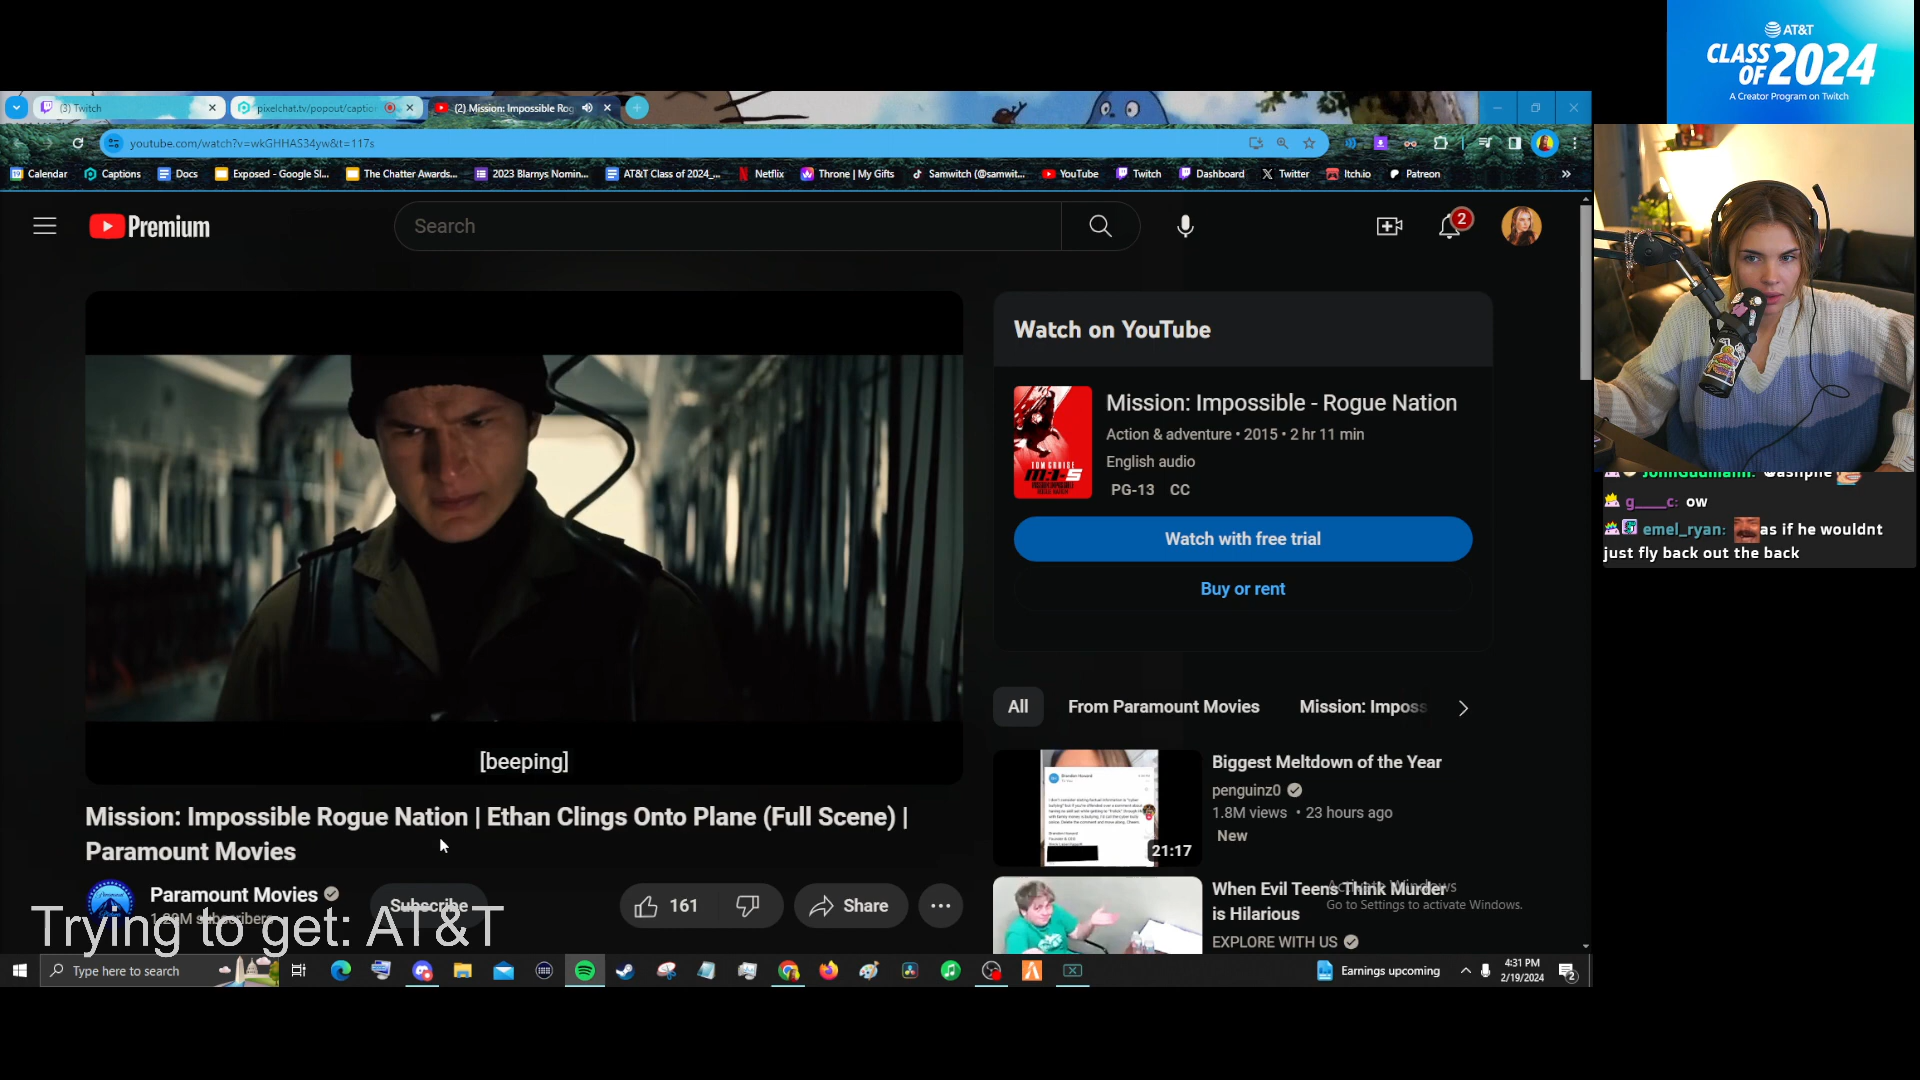 AT&T
CLASS
OF 2024
A Creator Program on Twitch
(3) Twitch
pixelchat.tv/popout/captio
(2) Mission: Impossible Rog
youtube.com/watch?v=wkGHHAS34yw&t=117s
Calendar
Captions
Docs
Exposed - Google Sl...
The Chatter Awards...
2023 Blarnys Nomin...
AT&T Class of 2024_...
Netflix
Throne | My Gifts
Samwitch (@samwit...
YouTube
Twitch
Dashboard
Twitter
Itch.io
Patreon
Premium
Search
2
Watch on YouTube
Mission: Impossible - Rogue Nation
Action & adventure • 2015 • 2 hr 11 min
English audio
PG-13 CC
TOM CRUISE
M:I-5
Watch with free trial
Buy or rent
g____c: ow
emel_ryan: as if he wouldnt
just fly back out the back
[beeping]
All
From Paramount Movies
Mission: Imposs
Mission: Impossible Rogue Nation | Ethan Clings Onto Plane (Full Scene) |
Paramount Movies
Biggest Meltdown of the Year
penguinz0
1.8M views • 23 hours ago
New
21:17
Paramount Movies
subscribers
Subscribe
161
Share
When Evil Teens Think Murder
is Hilarious
EXPLORE WITH US
Activate Windows
Go to Settings to activate Windows.
Trying to get: AT&T
Type here to search
Earnings upcoming
4:31 PM
2/19/2024
2